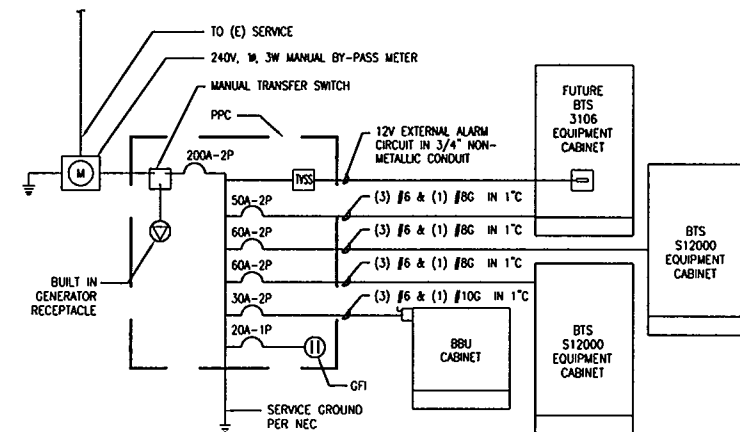 TO (E) SERVICE
240V, 1Φ, 3W MANUAL BY-PASS METER
MANUAL TRANSFER SWITCH
PPC
200A-2P
M
TVSS
12V EXTERNAL ALARM
CIRCUIT IN 3/4" NON-
METALLIC CONDUIT
FUTURE
BTS
3106
EQUIPMENT
CABINET
50A-2P
(3) #6 & (1) #8G IN 1"C
60A-2P
(3) #6 & (1) #8G IN 1"C
60A-2P
(3) #6 & (1) #8G IN 1"C
30A-2P
(3) #6 & (1) #10G IN 1"C
20A-1P
BTS
S12000
EQUIPMENT
CABINET
BUILT IN
GENERATOR
RECEPTACLE
BBU
CABINET
BTS
S12000
EQUIPMENT
CABINET
GFI
SERVICE GROUND
PER NEC